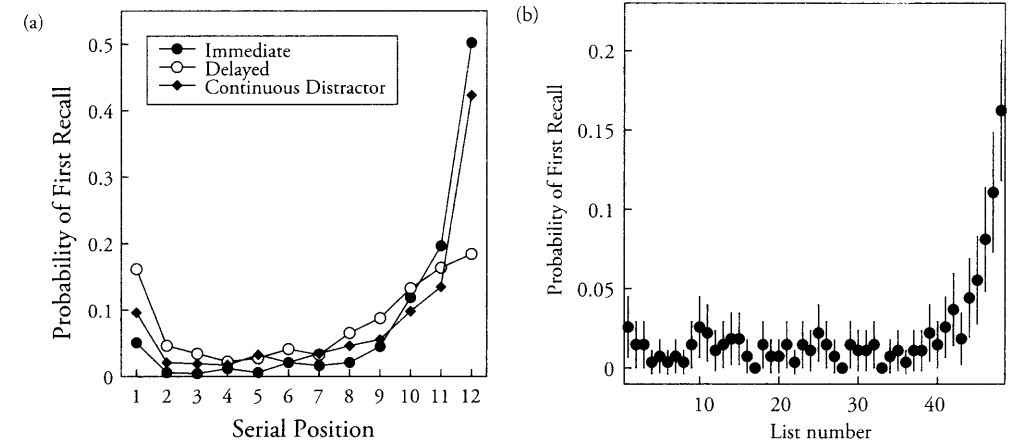 (a)
Probability of First Recall
0.5
0.4
0.3
0.2
0.1
0
Immediate
Delayed
Continuous Distractor
1 2 3 4 5 6 7 8 9 10 11 12
Serial Position
(b)
Probability of First Recall
0.2
0.15
0.1
0.05
0
10 20 30 40
List number